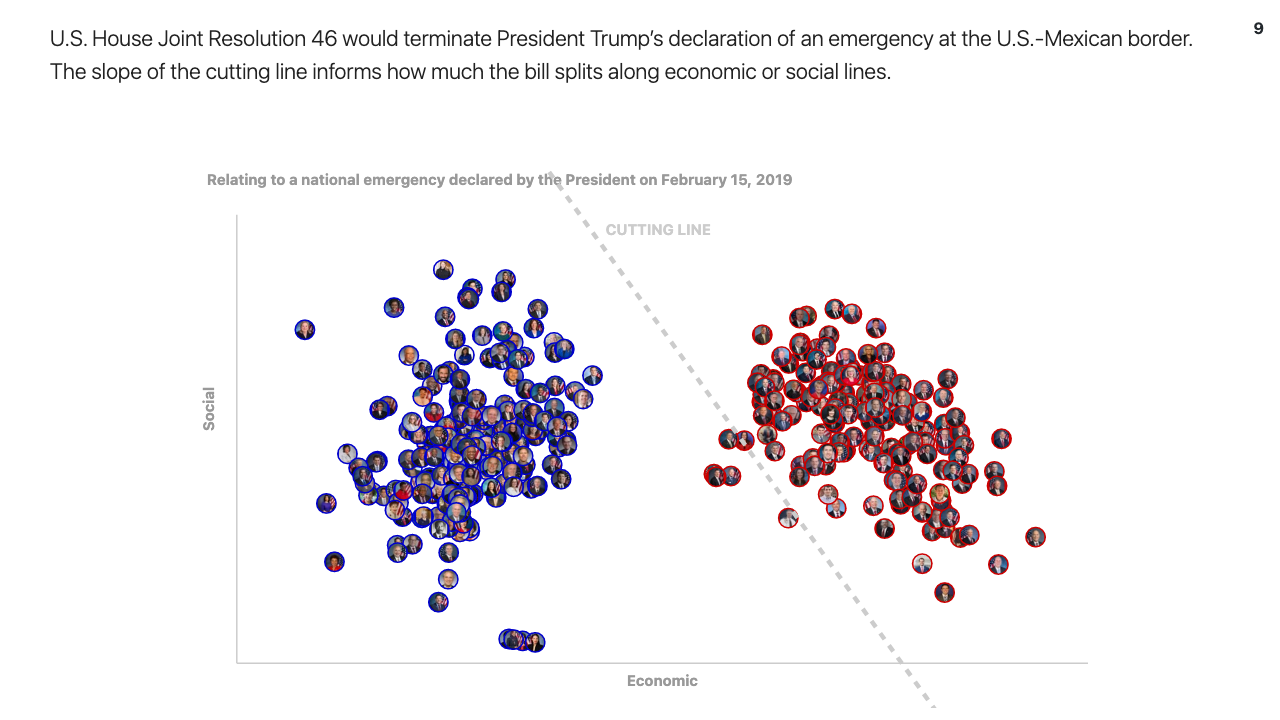 U.S. House Joint Resolution 46 would terminate President Trump’s declaration of an emergency at the U.S.-Mexican border.
The slope of the cutting line informs how much the bill splits along economic or social lines.
9
Relating to a national emergency declared by the President on February 15, 2019
CUTTING LINE
Social
Economic